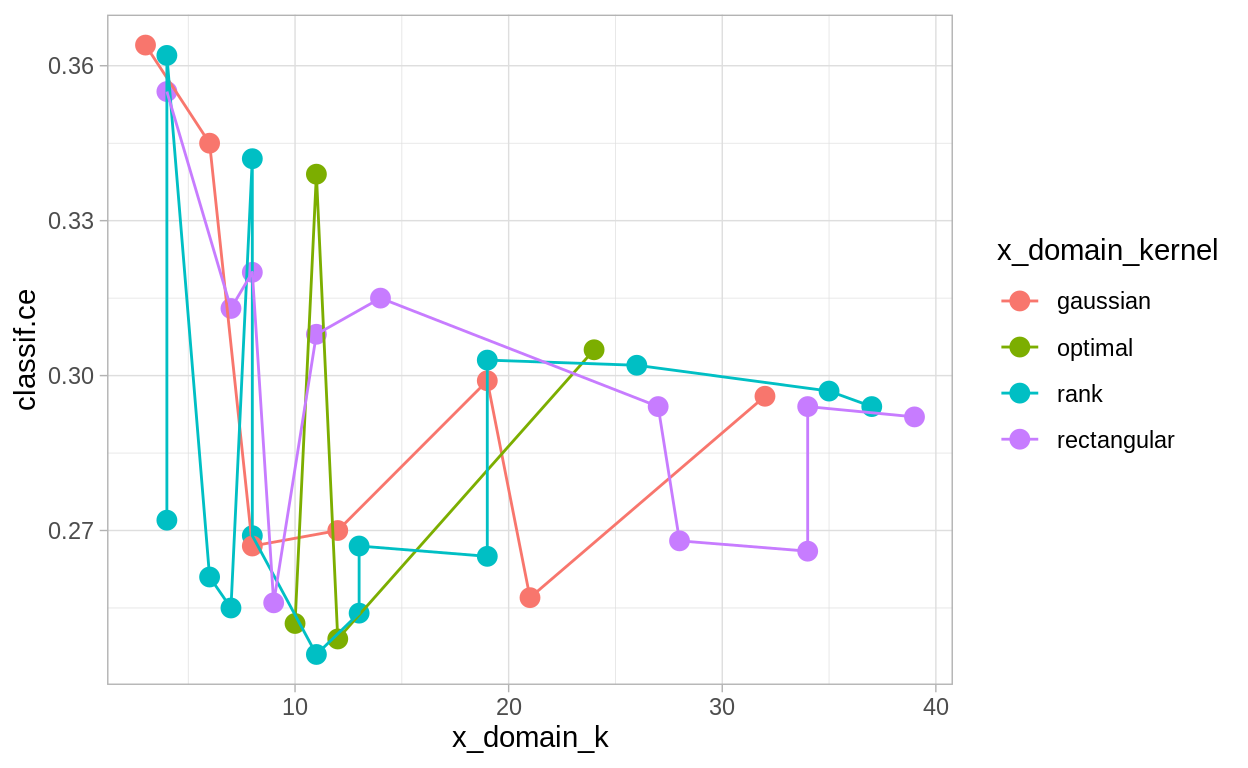 0.36
0.33
0.30
0.27
classif.ce
10
20
30
40
x_domain_k
x_domain_kernel
gaussian
optimal
rank
rectangular